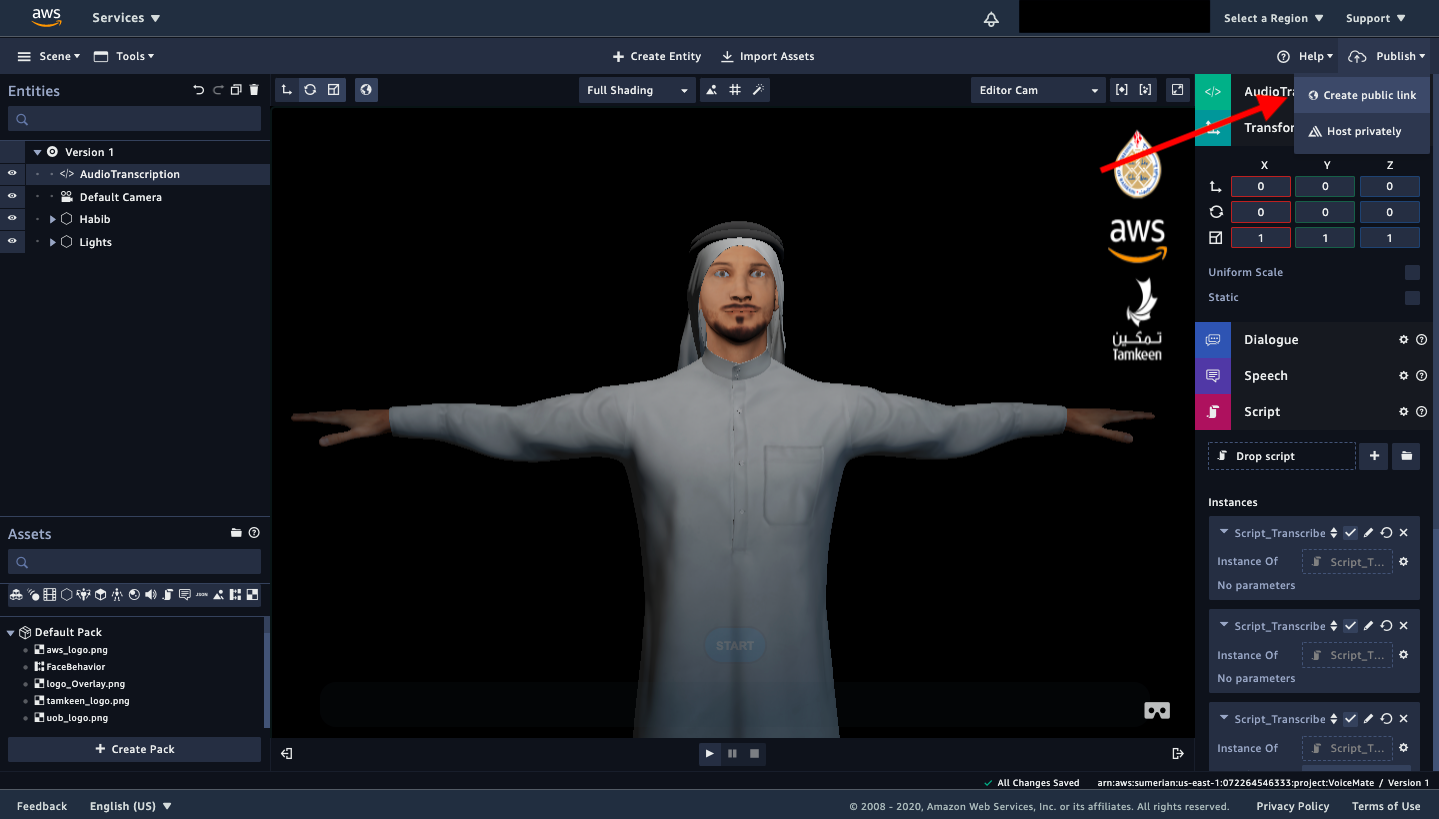 aws
Services
Select a Region
Support
Scene
Tools
Create Entity
Import Assets
Help
Publish
Entities
Full Shading
Editor Cam
AudioTra
Create public link
Host privately
Transfor
Version 1
AudioTranscription
Default Camera
Habib
Lights
X Y Z
0 0 0
0 0 0
1 1 1
Uniform Scale
Static
aws
تمكين
Tamkeen
Dialogue
Speech
Script
Drop script
Instances
Script_Transcribe
Instance Of
Script_T...
No parameters
Script_Transcribe
Instance Of
Script_T...
No parameters
Script_Transcribe
Instance Of
Script_T...
Assets
JSON
Default Pack
aws_logo.png
FaceBehavior
logo_Overlay.png
tamkeen_logo.png
uob_logo.png
Create Pack
START
All Changes Saved
arn:aws:sumerian:us-east-1:072264546333:project:VoiceMate / Version 1
Feedback
English (US)
© 2008 - 2020, Amazon Web Services, Inc. or its affiliates. All rights reserved.
Privacy Policy
Terms of Use